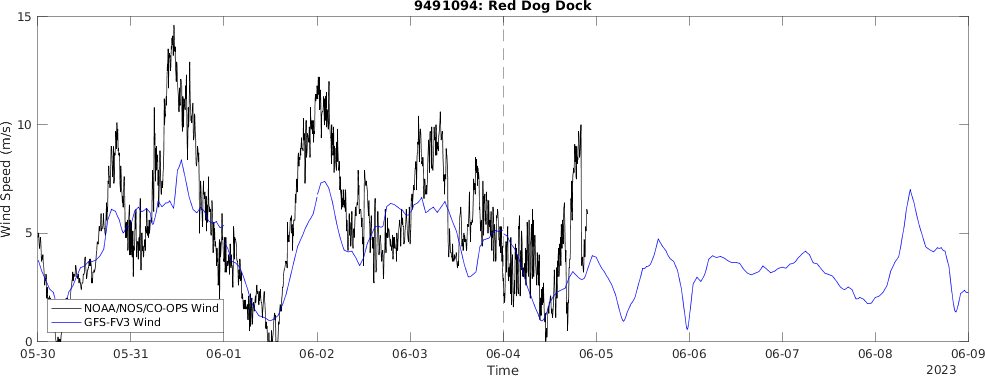 9491094: Red Dog Dock
Wind Speed (m/s)
15
10
5
0
NOAA/NOS/CO-OPS Wind
GFS-FV3 Wind
05-30 05-31 06-01 06-02 06-03 06-04 06-05 06-06 06-07 06-08 06-09
Time
2023